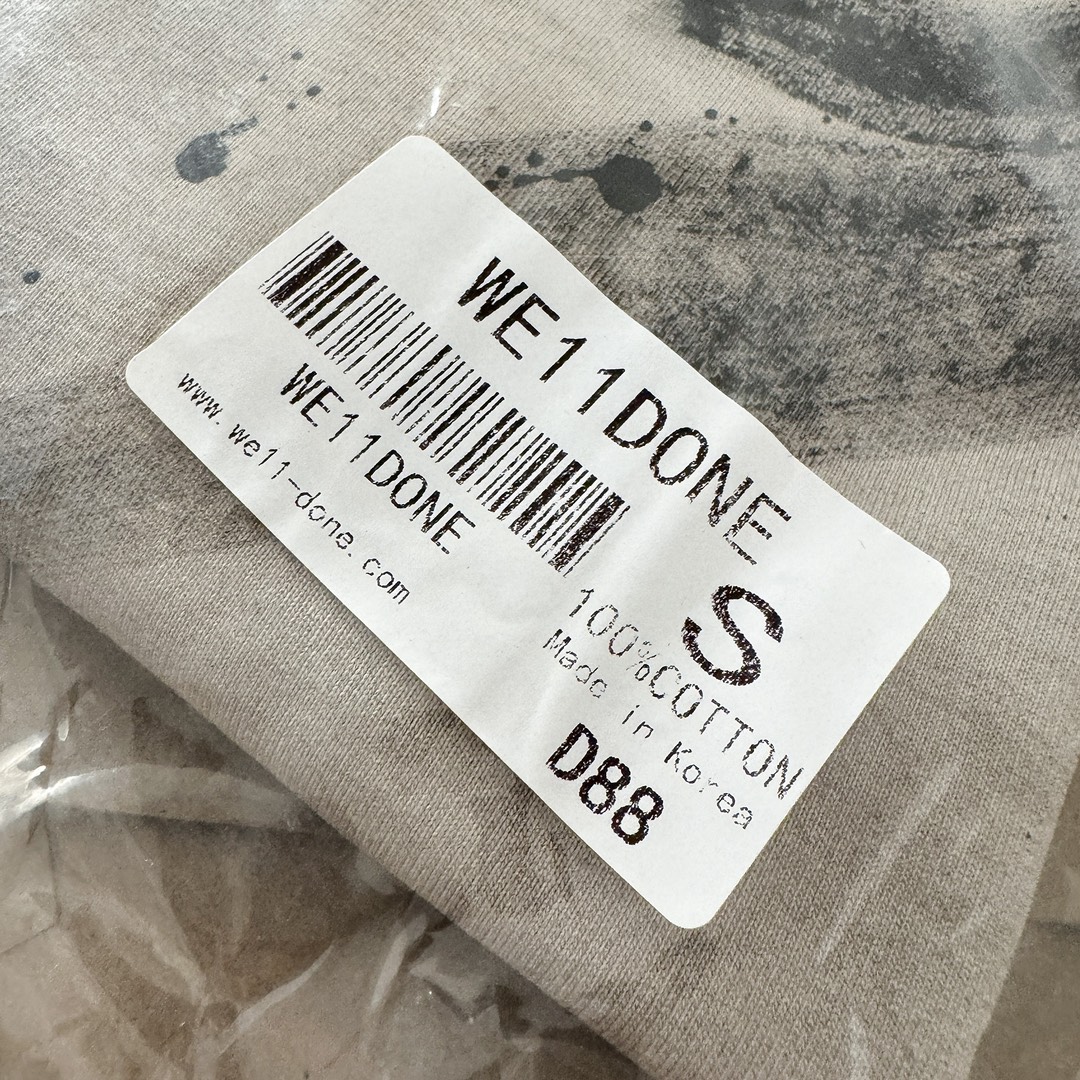 WE11DONE
WE11DONE
www.we11-done.com
S
100%COTTON
Made in Korea
D88